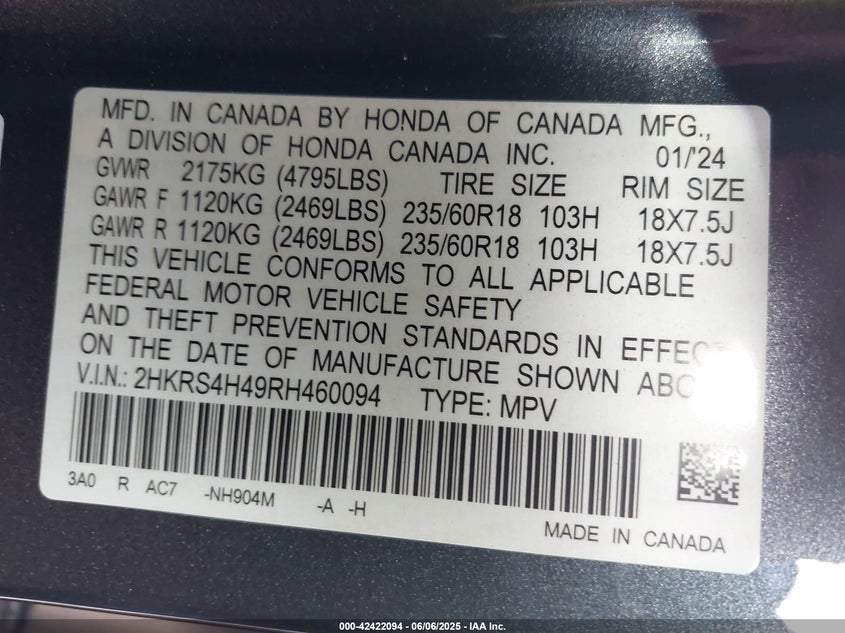 MFD. IN CANADA BY HONDA OF CANADA MFG.,
A DIVISION OF HONDA CANADA INC. 01/'24
GVWR 2175KG (4795LBS) TIRE SIZE RIM SIZE
GAWR F 1120KG (2469LBS) 235/60R18 103H 18X7.5J
GAWR R 1120KG (2469LBS) 235/60R18 103H 18X7.5J
THIS VEHICLE CONFORMS TO ALL APPLICABLE
FEDERAL MOTOR VEHICLE SAFETY
AND THEFT PREVENTION STANDARDS IN
ON THE DATE OF MANUFACTURE SHOWN
V.I.N.: 2HKRS4H49RH460094 TYPE: MPV
3A0 R AC7 -NH904M -A -H
MADE IN CANADA
000-42422094 - 06/06/2025 - IAA Inc.